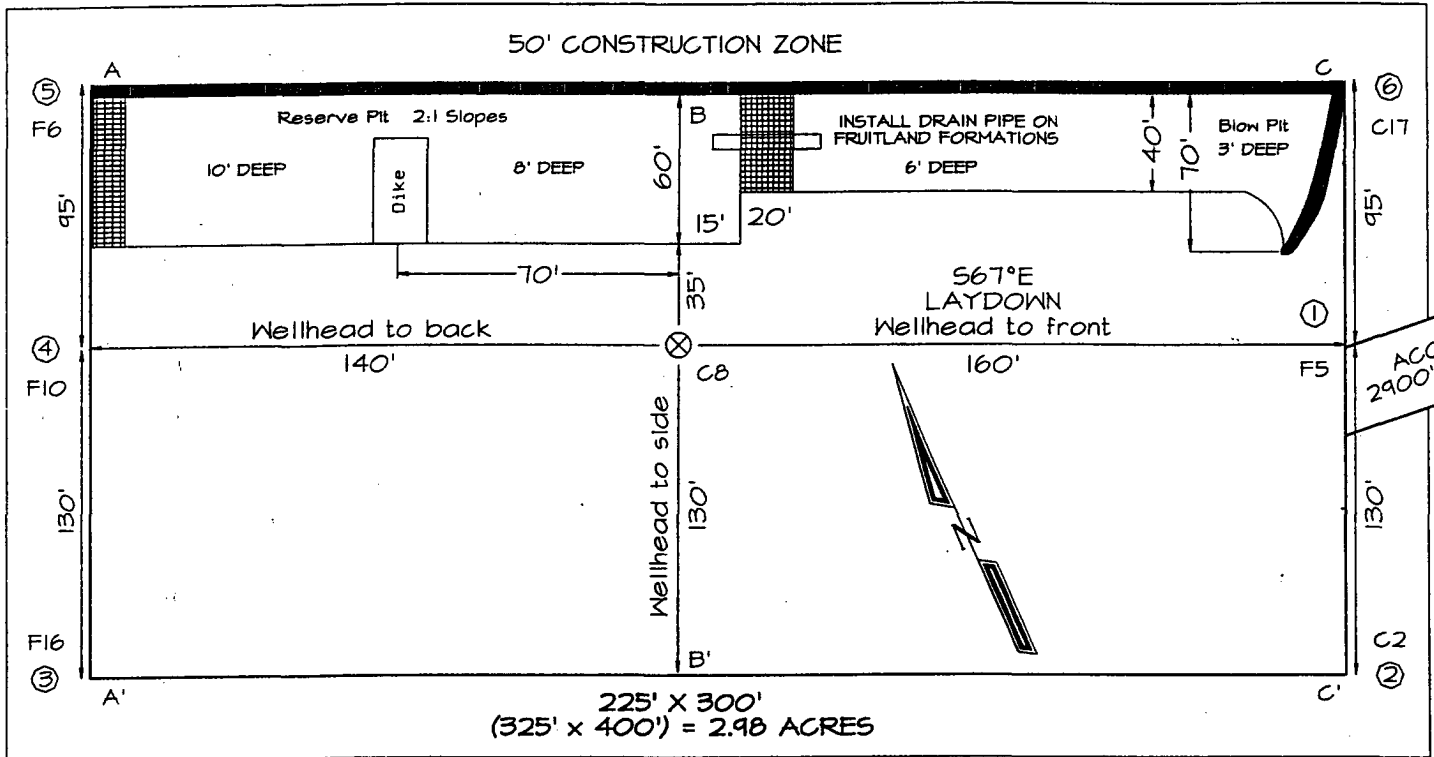 50' CONSTRUCTION ZONE
A
C
5
6
F6
C17
Reserve Pit 2:1 Slopes
B
INSTALL DRAIN PIPE ON
FRUITLAND FORMATIONS
Blow Pit
3' DEEP
10' DEEP
Dike
8' DEEP
60'
6' DEEP
40'
70'
95'
95'
15'
20'
70'
35'
S67°E
LAYDOWN
Wellhead to back
Wellhead to front
1
4
140'
C8
160'
F5
F10
2900'
Wellhead to side
130'
130'
130'
N
F16
C2
3
B'
2
A'
C'
225' X 300'
(325' x 400') = 2.98 ACRES